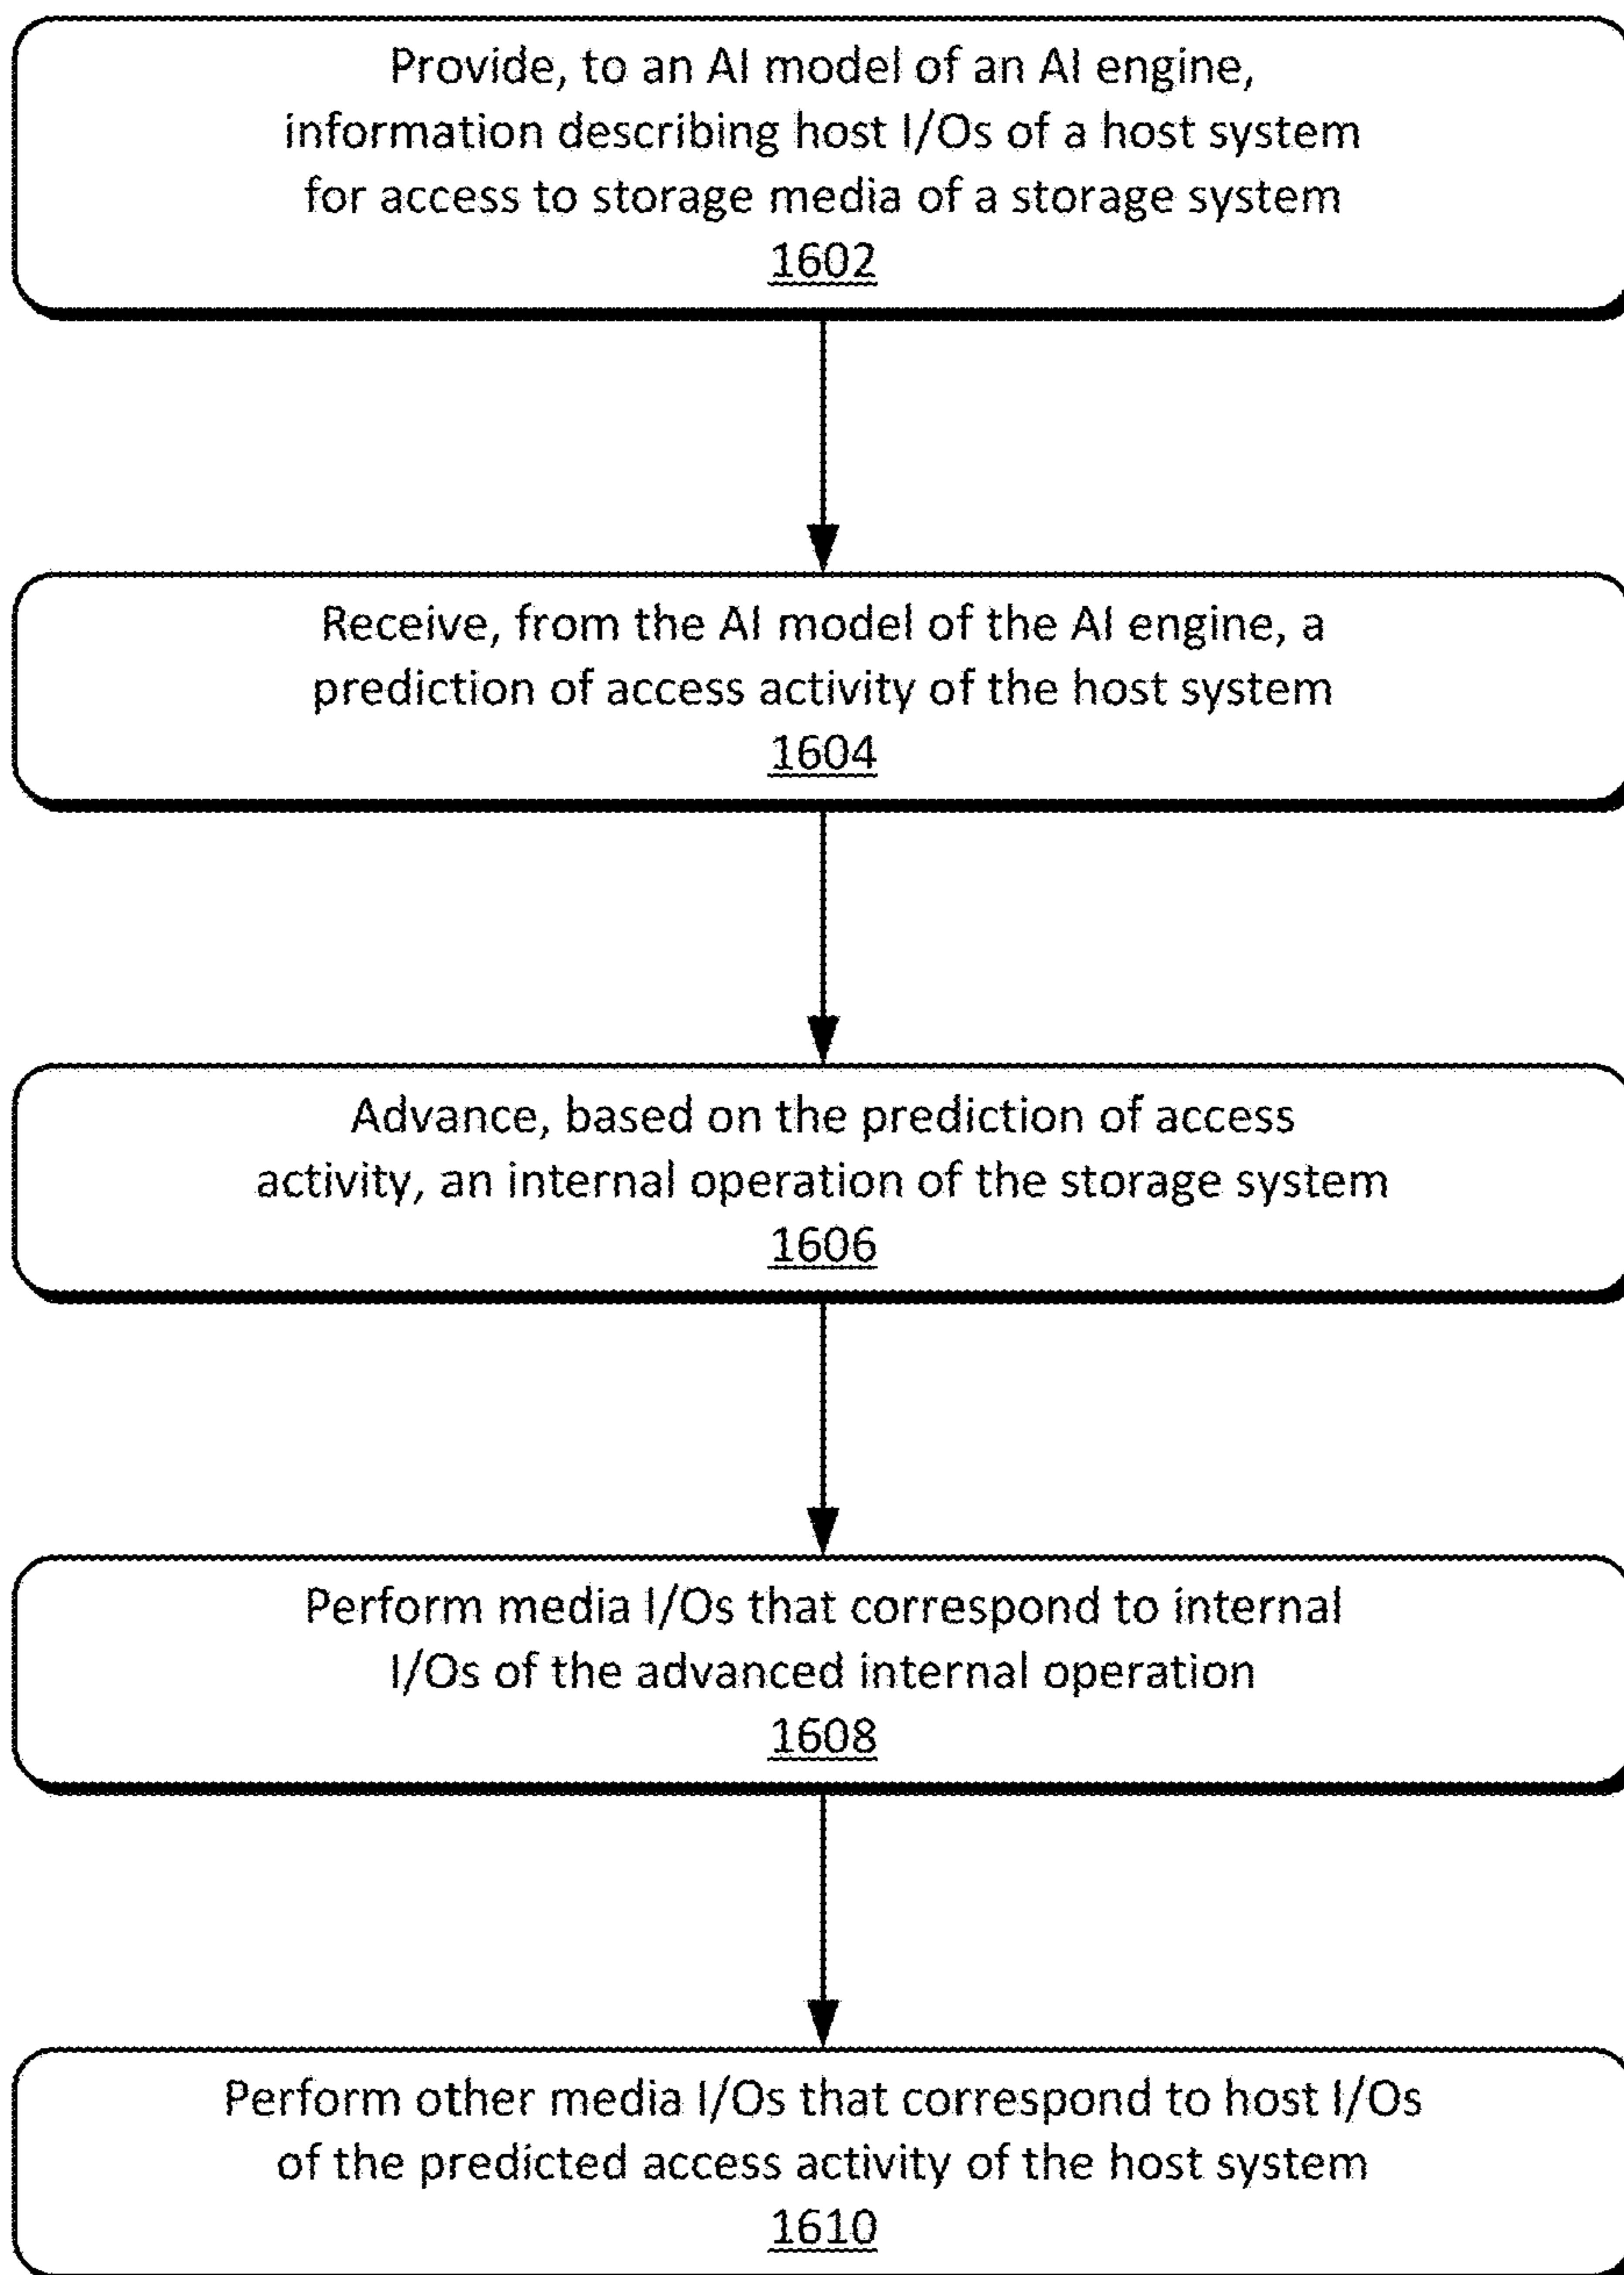 Provide, to an AI model of an AI engine,
information describing host I/Os of a host system
for access to storage media of a storage system
1602
Receive, from the AI model of the AI engine, a
prediction of access activity of the host system
1604
Advance, based on the prediction of access
activity, an internal operation of the storage system
1606
Perform media I/Os that correspond to internal
I/Os of the advanced internal operation
1608
Perform other media I/Os that correspond to host I/Os
of the predicted access activity of the host system
1610